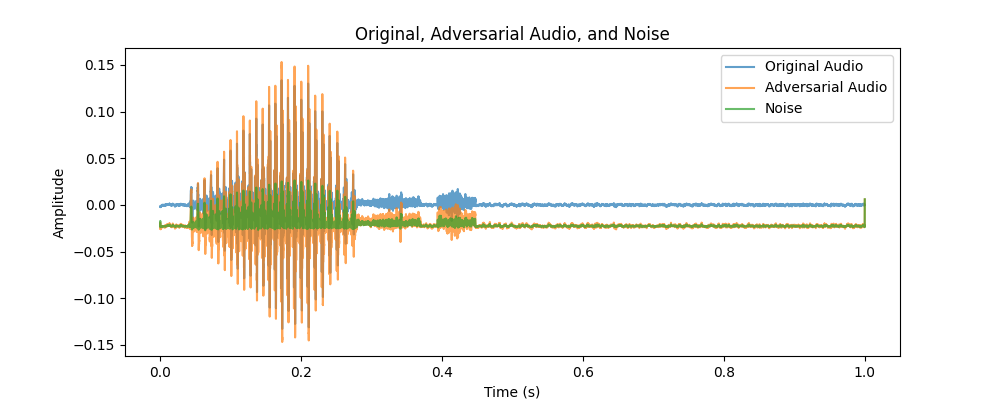 Original, Adversarial Audio, and Noise
Original Audio
Adversarial Audio
Noise
Amplitude
0.15
0.10
0.05
0.00
−0.05
−0.10
−0.15
0.0
0.2
0.4
0.6
0.8
1.0
Time (s)